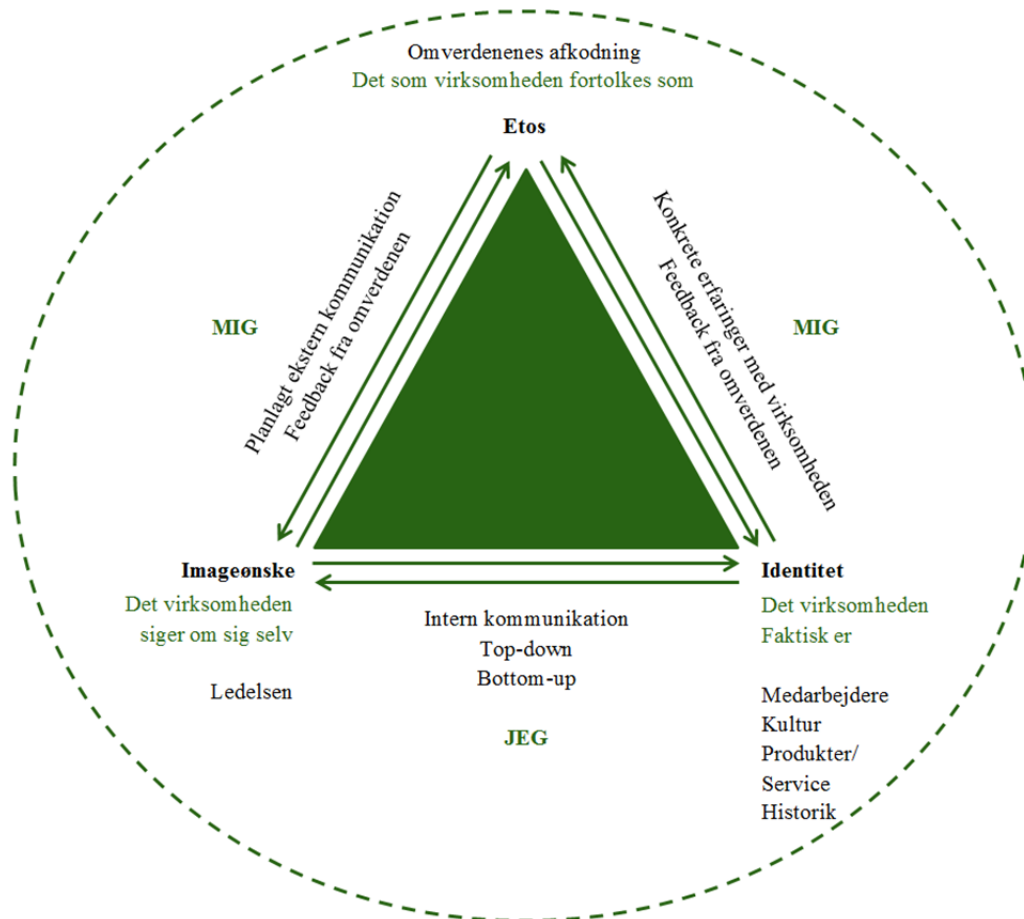 Omverdenenes afkodning
Det som virksomheden fortolkes som
Etos
Planlagt ekstern kommunikation
Feedback fra omverdenen
Konkrete erfaringer med virksomheden
Feedback fra omverdenen
MIG
MIG
Imageønske
Det virksomheden
siger om sig selv
Ledelsen
Intern kommunikation
Top-down
Bottom-up
JEG
Identitet
Det virksomheden
Faktisk er
Medarbejdere
Kultur
Produkter/
Service
Historik